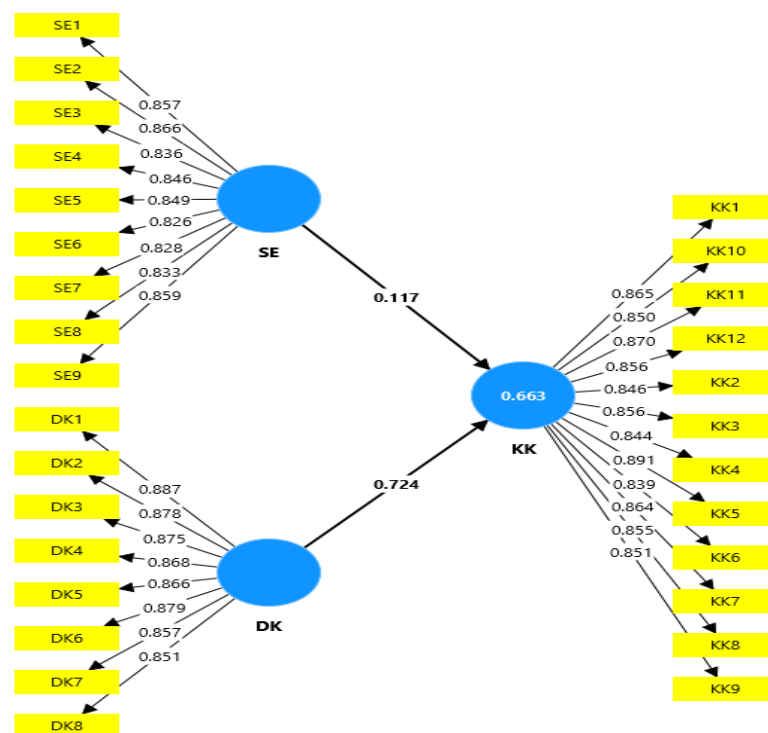 SE1
SE2
SE3
SE4
SE5
SE6
SE7
SE8
SE9
0.857
0.866
0.836
0.846
0.849
0.826
0.828
0.833
0.859
SE
0.117
DK1
DK2
DK3
DK4
DK5
DK6
DK7
DK8
0.887
0.878
0.875
0.868
0.866
0.879
0.857
0.851
DK
0.724
0.663
KK
0.865
0.850
0.870
0.856
0.846
0.856
0.844
0.891
0.839
0.864
0.855
0.851
KK1
KK10
KK11
KK12
KK2
KK3
KK4
KK5
KK6
KK7
KK8
KK9